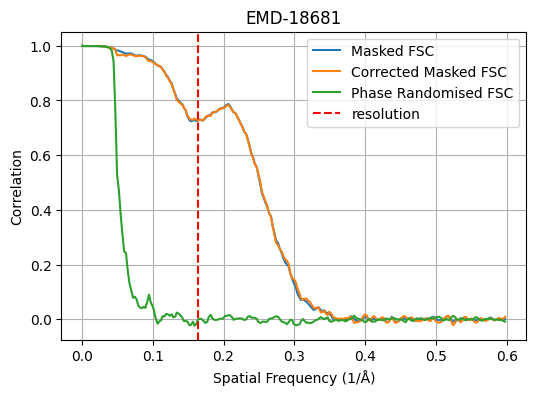 EMD-18681
1.0
0.8
0.6
0.4
0.2
0.0
Correlation
Masked FSC
Corrected Masked FSC
Phase Randomised FSC
resolution
0.0 0.1 0.2 0.3 0.4 0.5 0.6
Spatial Frequency (1/Å)